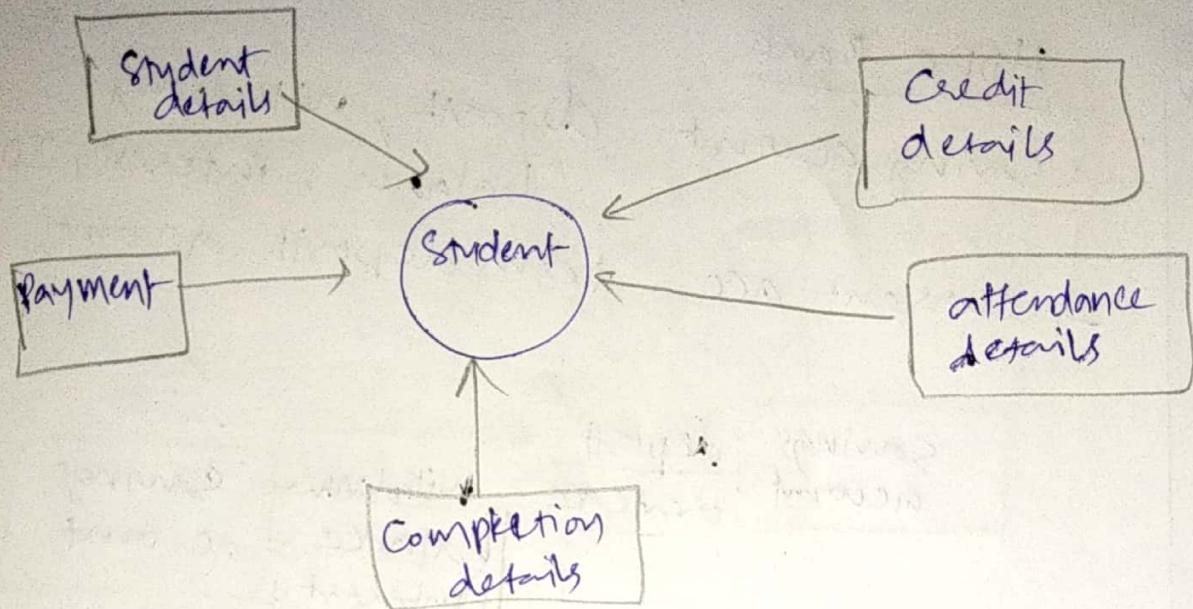 Student
details
Credit
details
Payment
Student
attendance
details
Completion
details